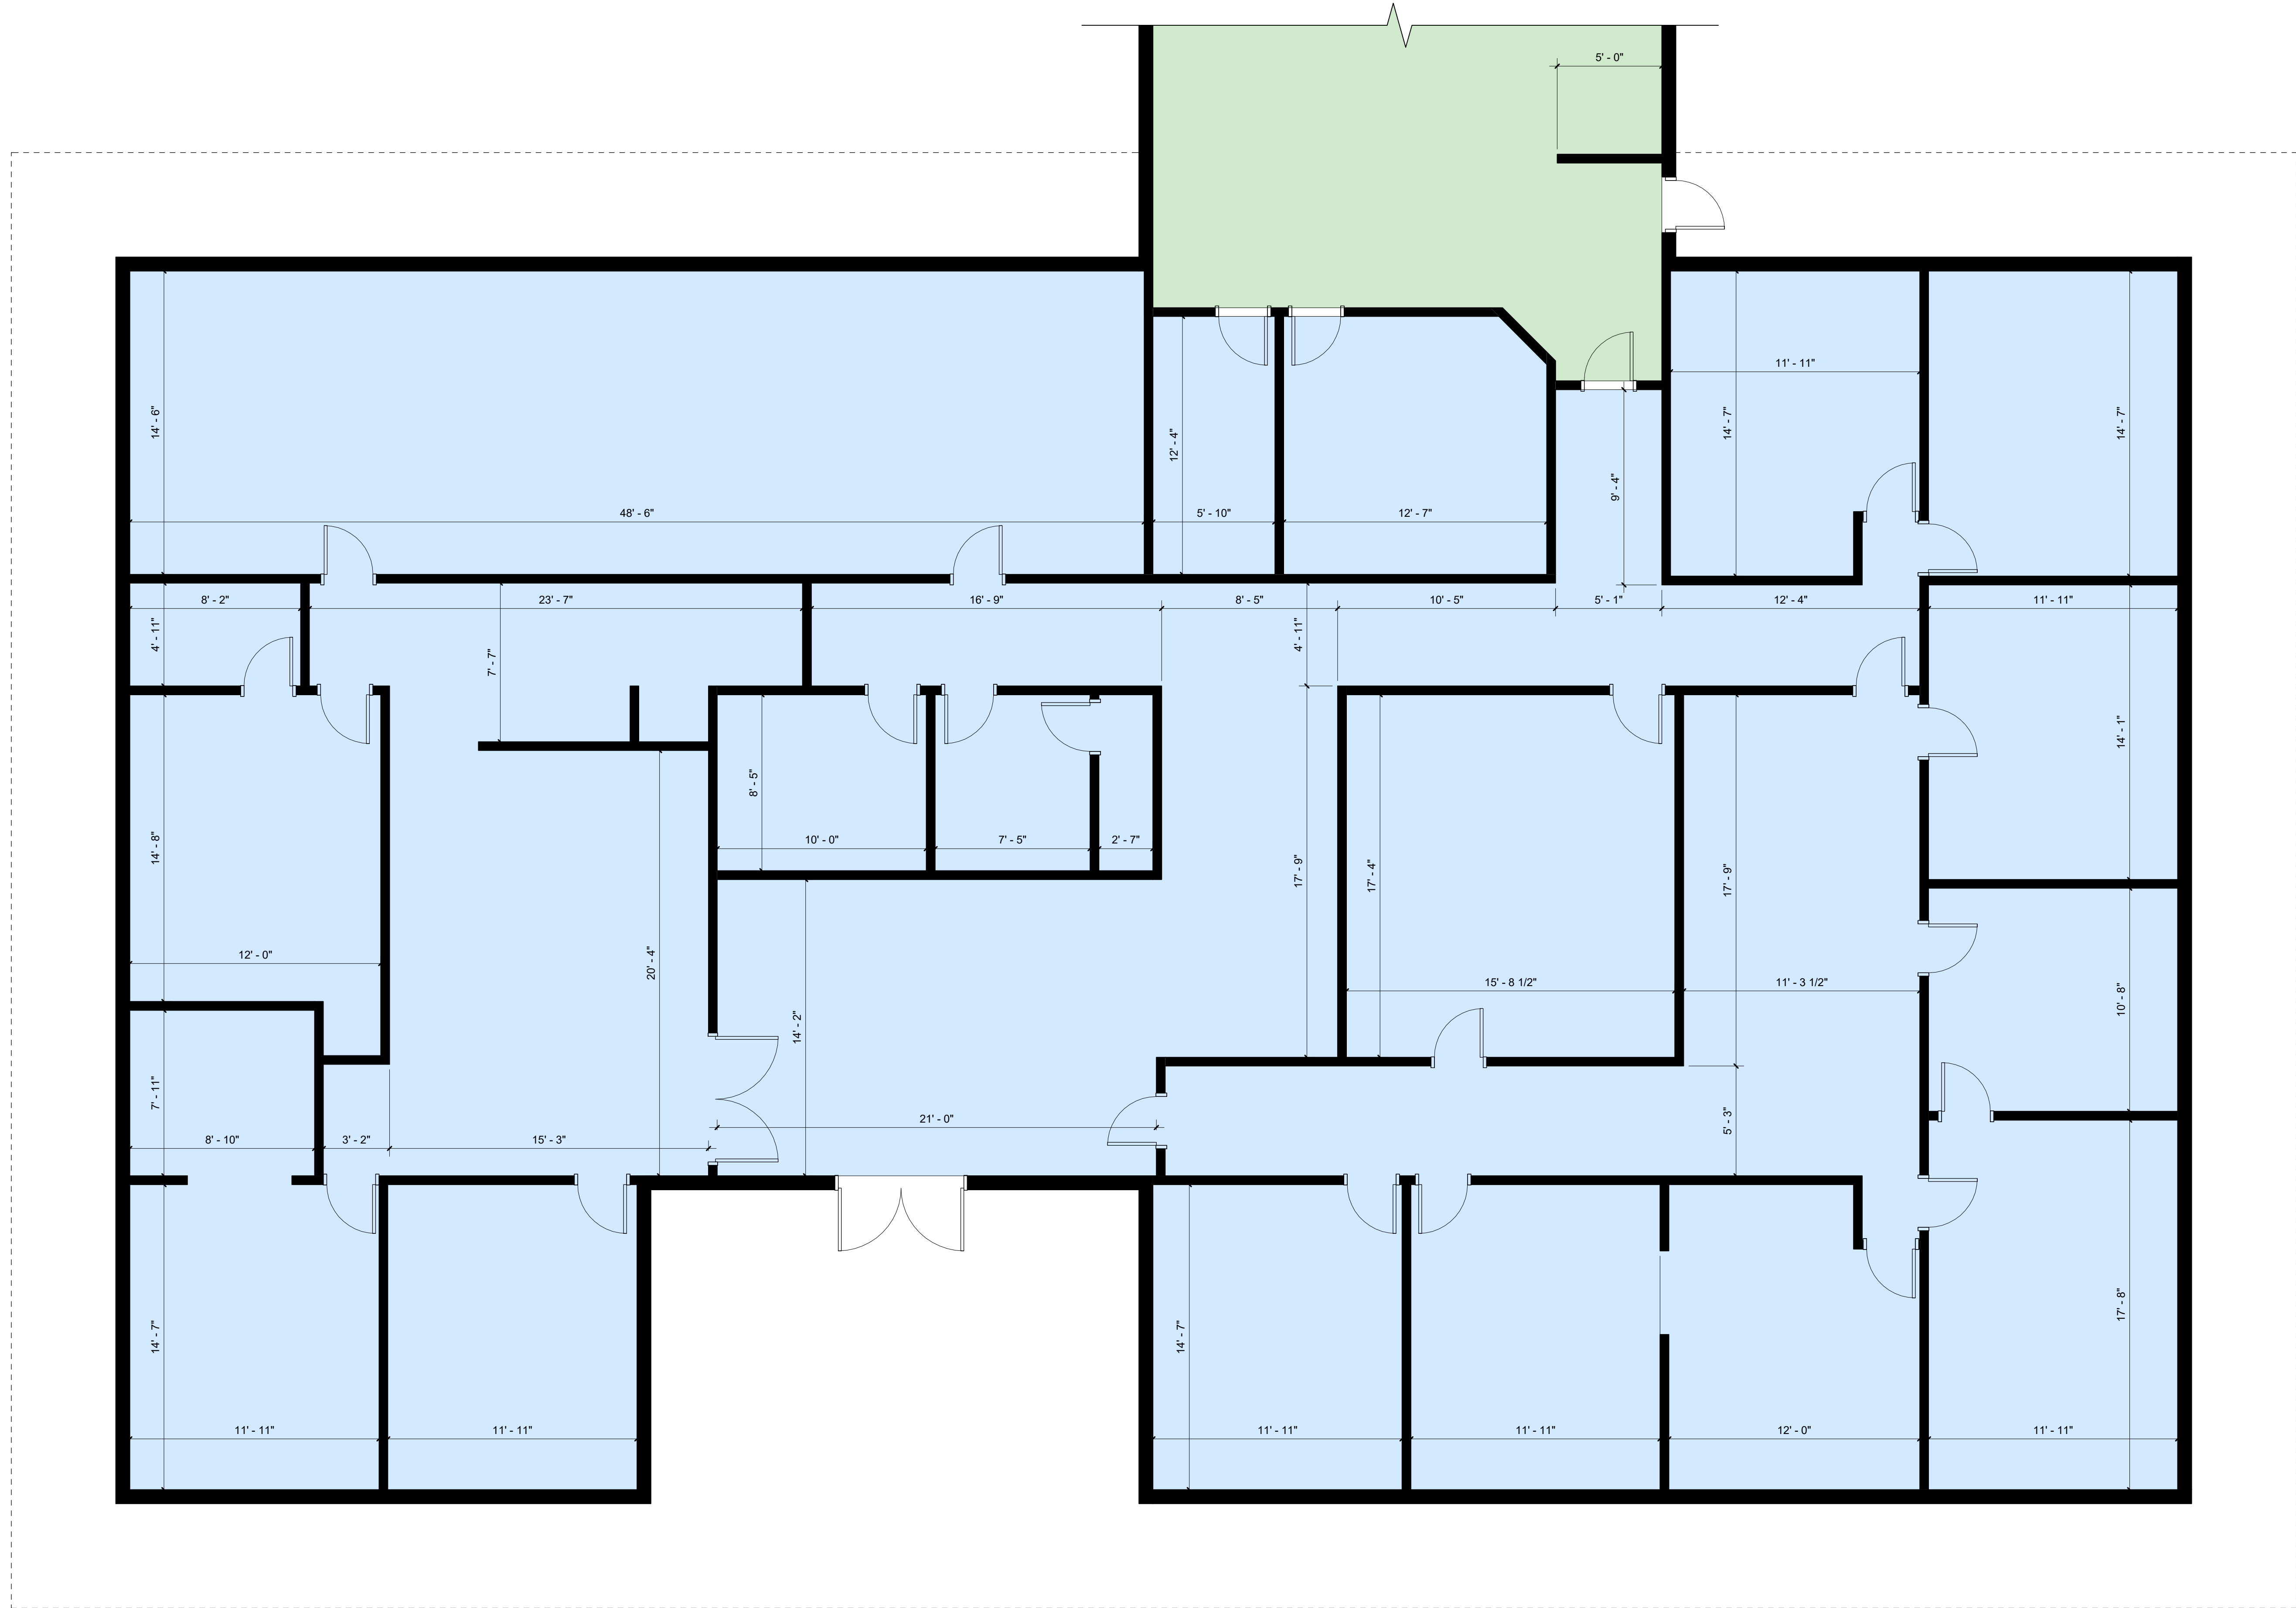 5' - 0"
11' - 11"
14' - 6"
14' - 7"
14' - 7"
12' - 4"
9' - 4"
48' - 6"
5' - 10"
12' - 7"
8' - 2"
23' - 7"
16' - 9"
8' - 5"
10' - 5"
5' - 1"
12' - 4"
11' - 11"
4' - 11"
4' - 11"
7' - 7"
14' - 1"
8' - 5"
14' - 8"
10' - 0"
7' - 5"
2' - 7"
17' - 9"
17' - 4"
17' - 9"
12' - 0"
20' - 4"
15' - 8 1/2"
11' - 3 1/2"
10' - 8"
14' - 2"
7' - 11"
21' - 0"
5' - 3"
8' - 10"
3' - 2"
15' - 3"
14' - 7"
14' - 7"
17' - 8"
11' - 11"
11' - 11"
11' - 11"
11' - 11"
12' - 0"
11' - 11"